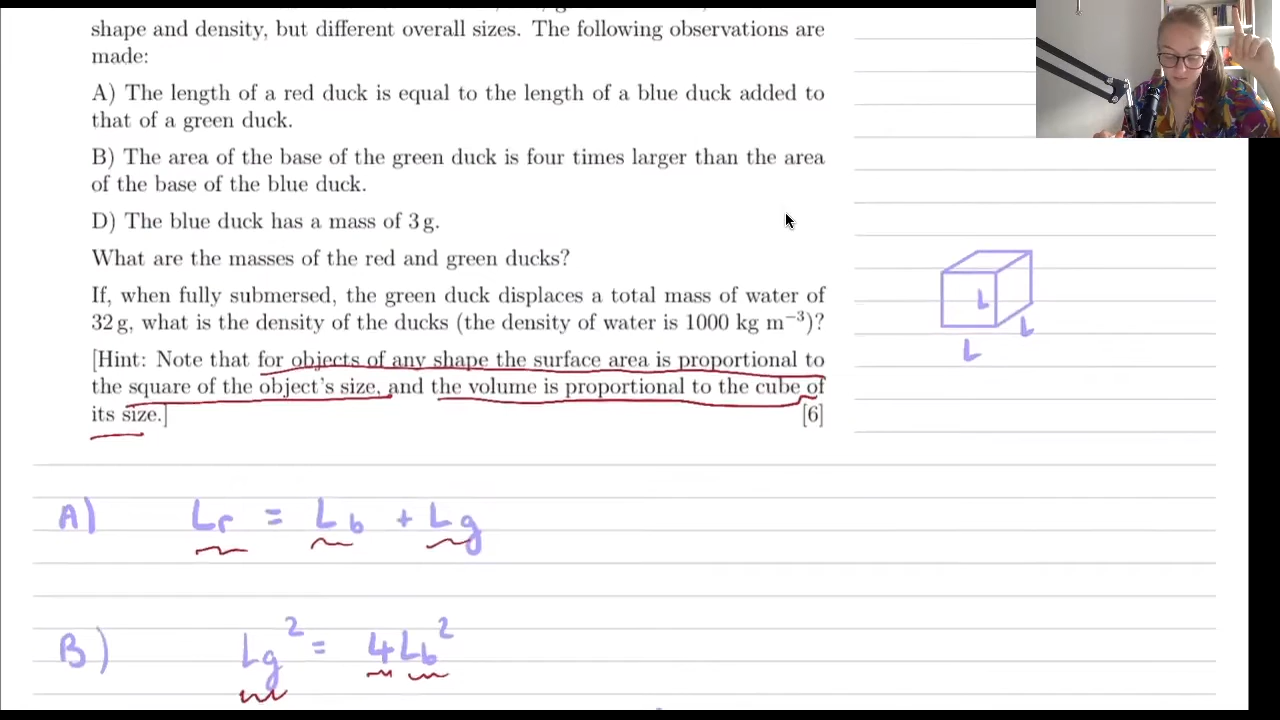 shape and density, but different overall sizes. The following observations are
made:
A) The length of a red duck is equal to the length of a blue duck added to
that of a green duck.
B) The area of the base of the green duck is four times larger than the area
of the base of the blue duck.
D) The blue duck has a mass of 3 g.
What are the masses of the red and green ducks?
If, when fully submersed, the green duck displaces a total mass of water of
32 g, what is the density of the ducks (the density of water is 1000 kg m⁻³)?
[Hint: Note that for objects of any shape the surface area is proportional to
the square of the object's size, and the volume is proportional to the cube of
its size.] [6]
L
L
L
A) Lr = Lb + Lg
B) Lg² = 4Lb²